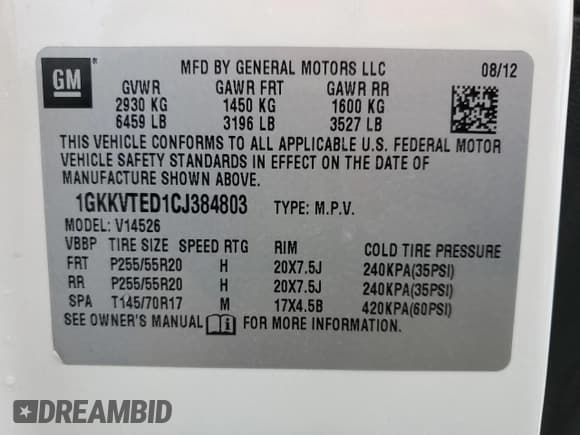 GM ®
MFD BY GENERAL MOTORS LLC 08/12
GVWR GAWR FRT GAWR RR
2930 KG 1450 KG 1600 KG
6459 LB 3196 LB 3527 LB
THIS VEHICLE CONFORMS TO ALL APPLICABLE U.S. FEDERAL MOTOR
VEHICLE SAFETY STANDARDS IN EFFECT ON THE DATE OF
MANUFACTURE SHOWN ABOVE.
1GKKVTED1CJ384803 TYPE: M.P.V.
MODEL: V14526
VBBP TIRE SIZE SPEED RTG RIM COLD TIRE PRESSURE
FRT P255/55R20 H 20X7.5J 240KPA(35PSI)
RR P255/55R20 H 20X7.5J 240KPA(35PSI)
SPA T145/70R17 M 17X4.5B 420KPA(60PSI)
SEE OWNER'S MANUAL FOR MORE INFORMATION.
DREAMBID